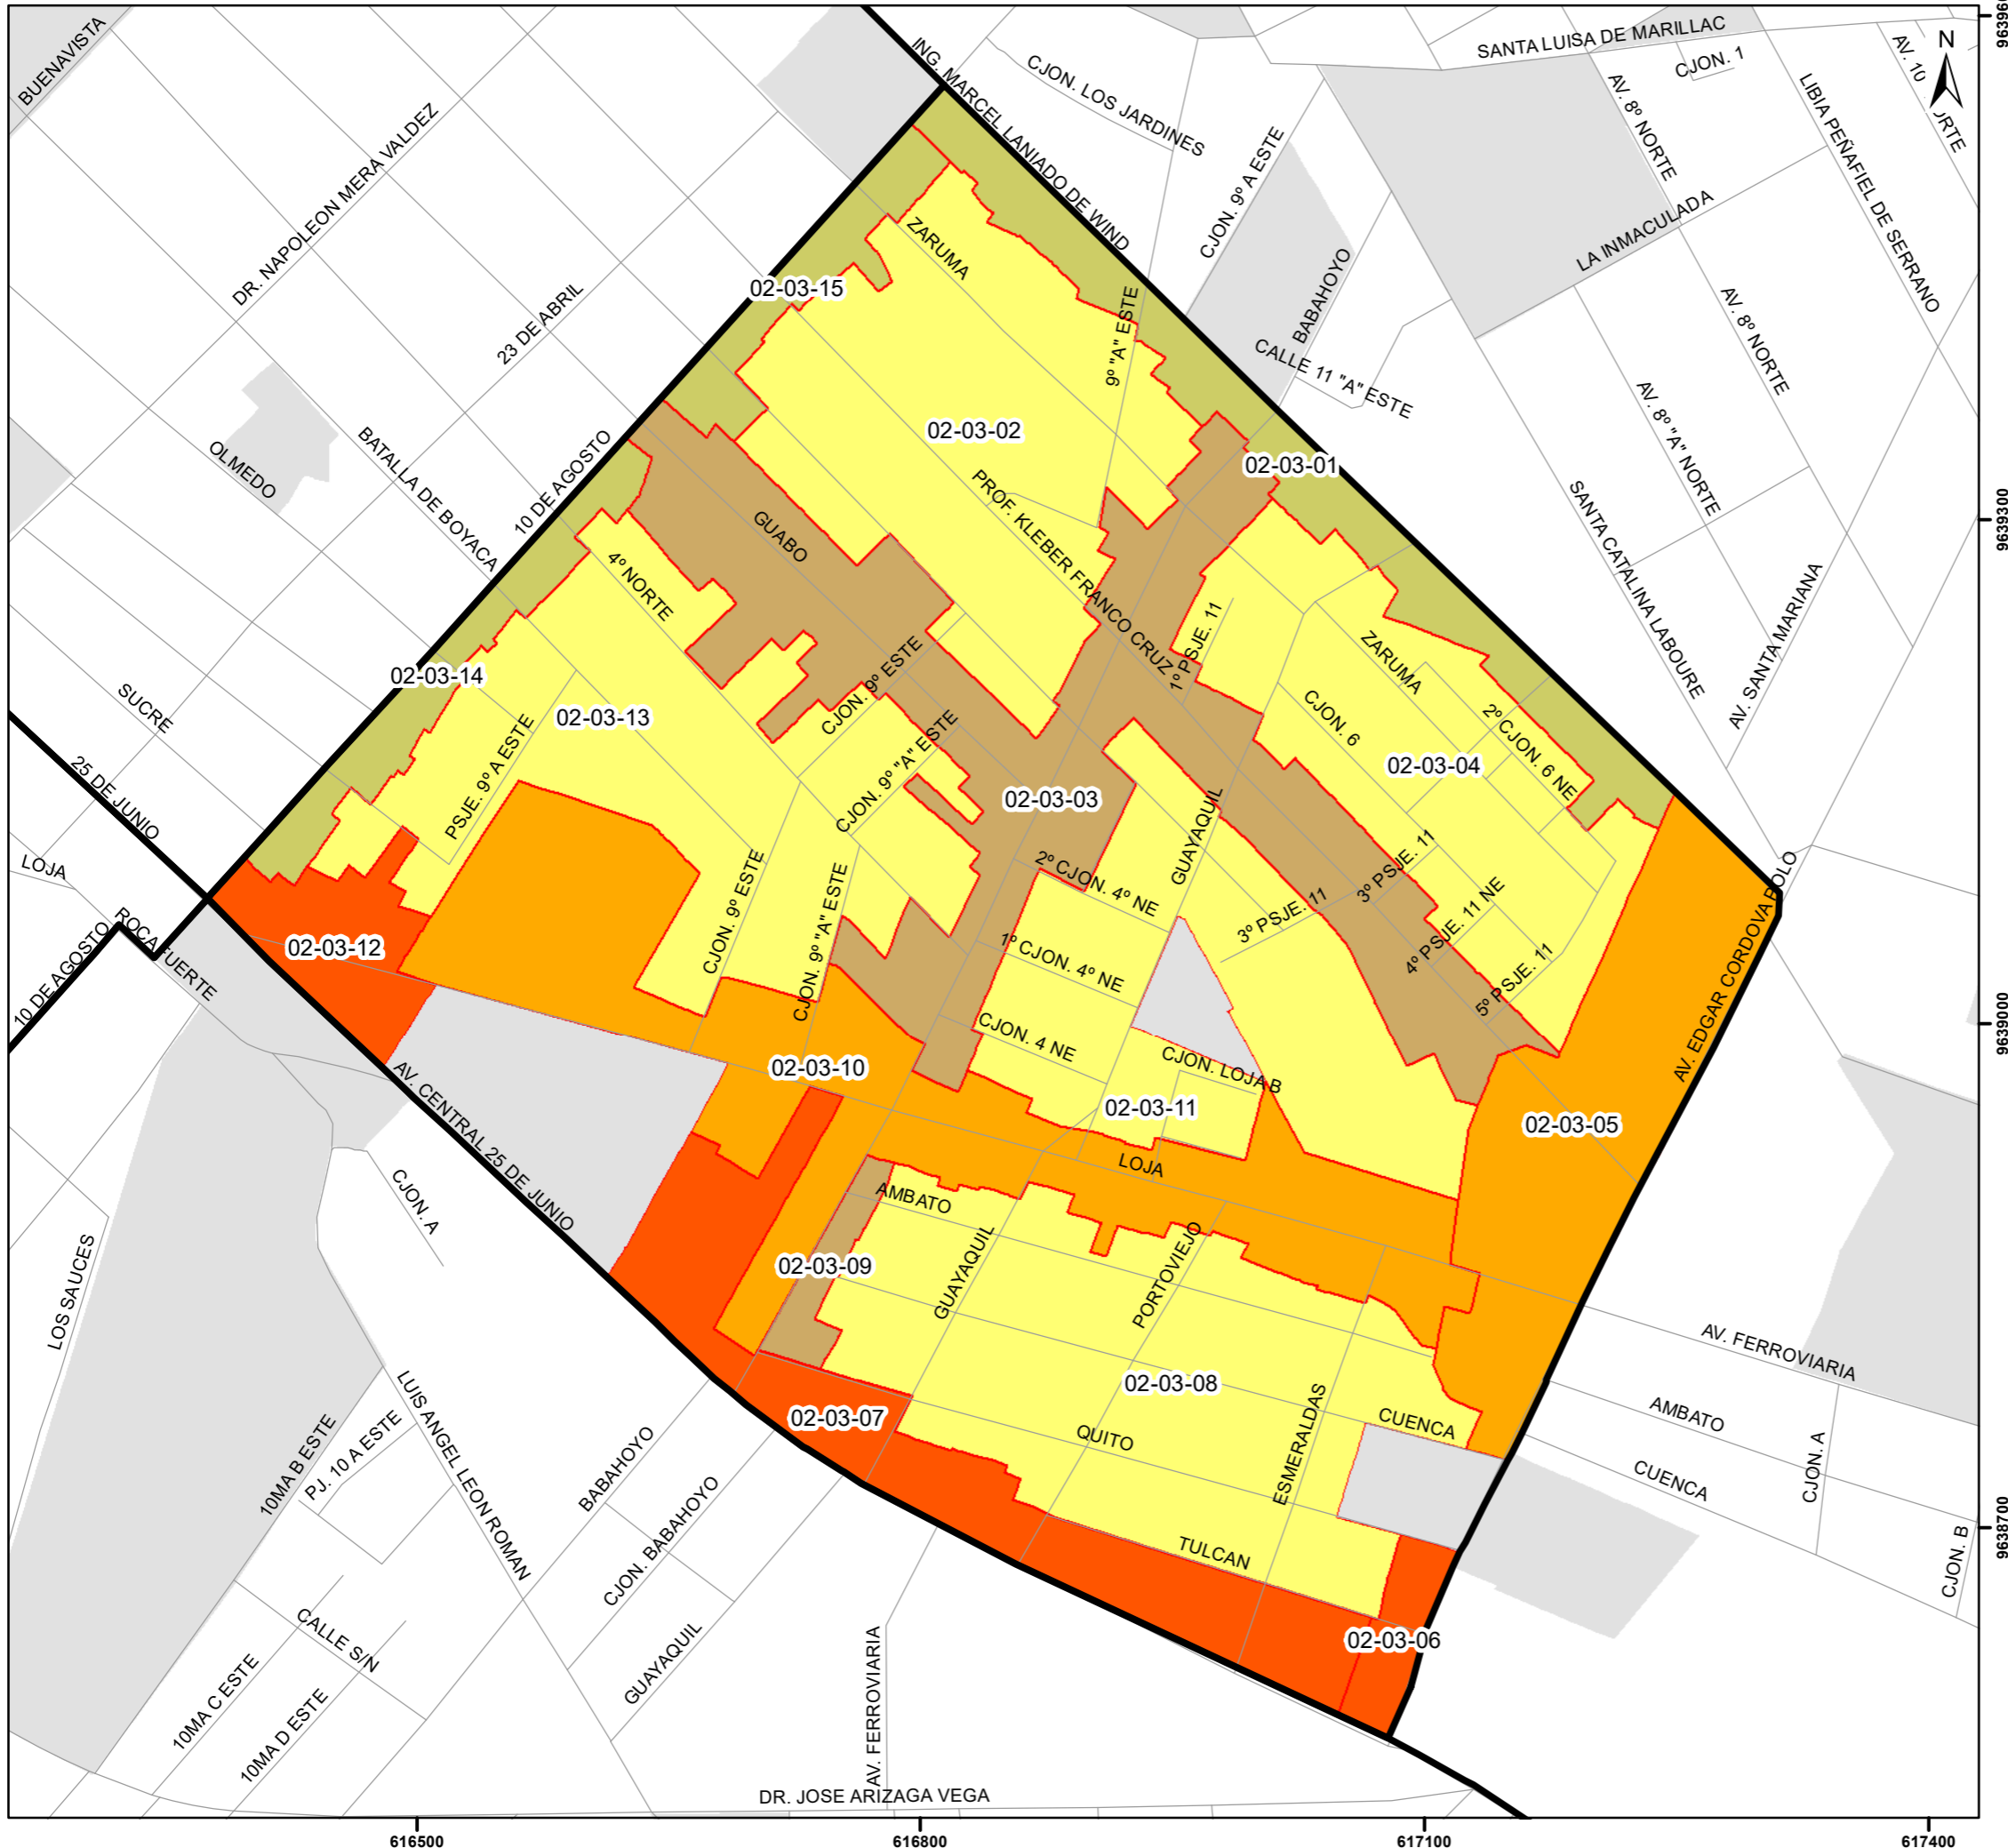 BUENAVISTA
ING. MARCEL LANIADO DE WIND
CJON. LOS JARDINES
SANTA LUISA DE MARILLAC
CJON. 1
AV. 10
ORTE
N
9639600
DR. NAPOLEON MERA VALDEZ
CJON. 9º A ESTE
AV. 8º NORTE
LIBIA PEÑAFIEL DE SERRANO
LA INMACULADA
ZARUMA
02-03-15
23 DE ABRIL
9º "A" ESTE
BABAHOYO
CALLE 11 "A" ESTE
AV. 8º NORTE
AV. 8º "A" NORTE
OLMEDO
BATALLA DE BOYACA
10 DE AGOSTO
02-03-02
02-03-01
PROF. KLEBER FRANCO CRUZ
9639300
GUABO
4º NORTE
SANTA CATALINA LABOURE
AV. SANTA MARIANA
1º PSJE. 11
ZARUMA
02-03-14
SUCRE
02-03-13
CJON. 9º ESTE
CJON. 6
2º CJON. 6 NE
25 DE JUNIO
PSJE. 9º A ESTE
CJON. 9º "A" ESTE
02-03-03
02-03-04
GUAYAQUIL
LOJA
2º CJON. 4º NE
3º PSJE. 11
3º PSJE. 11
4º PSJE. 11 NE
AV. EDGAR CORDOVA POLO
10 DE AGOSTO
ROCAFUERTE
02-03-12
CJON. 9º ESTE
CJON. 9º "A" ESTE
1º CJON. 4º NE
5º PSJE. 11
9639000
CJON. 4 NE
CJON. LOJA B
AV. CENTRAL 25 DE JUNIO
02-03-10
02-03-11
02-03-05
LOJA
CJON. A
AMBATO
LOS SAUCES
02-03-09
GUAYAQUIL
PORTOVIEJO
AV. FERROVIARIA
02-03-08
02-03-07
ESMERALDAS
CUENCA
AMBATO
QUITO
LUIS ANGEL LEON ROMAN
10MA B ESTE
PJ. 10 A ESTE
BABAHOYO
CJON. BABAHOYO
CUENCA
CJON. A
9638700
CJON. B
TULCAN
CALLE S/N
GUAYAQUIL
02-03-06
10MA C ESTE
10MA D ESTE
AV. FERROVIARIA
DR. JOSE ARIZAGA VEGA
616500
616800
617100
617400